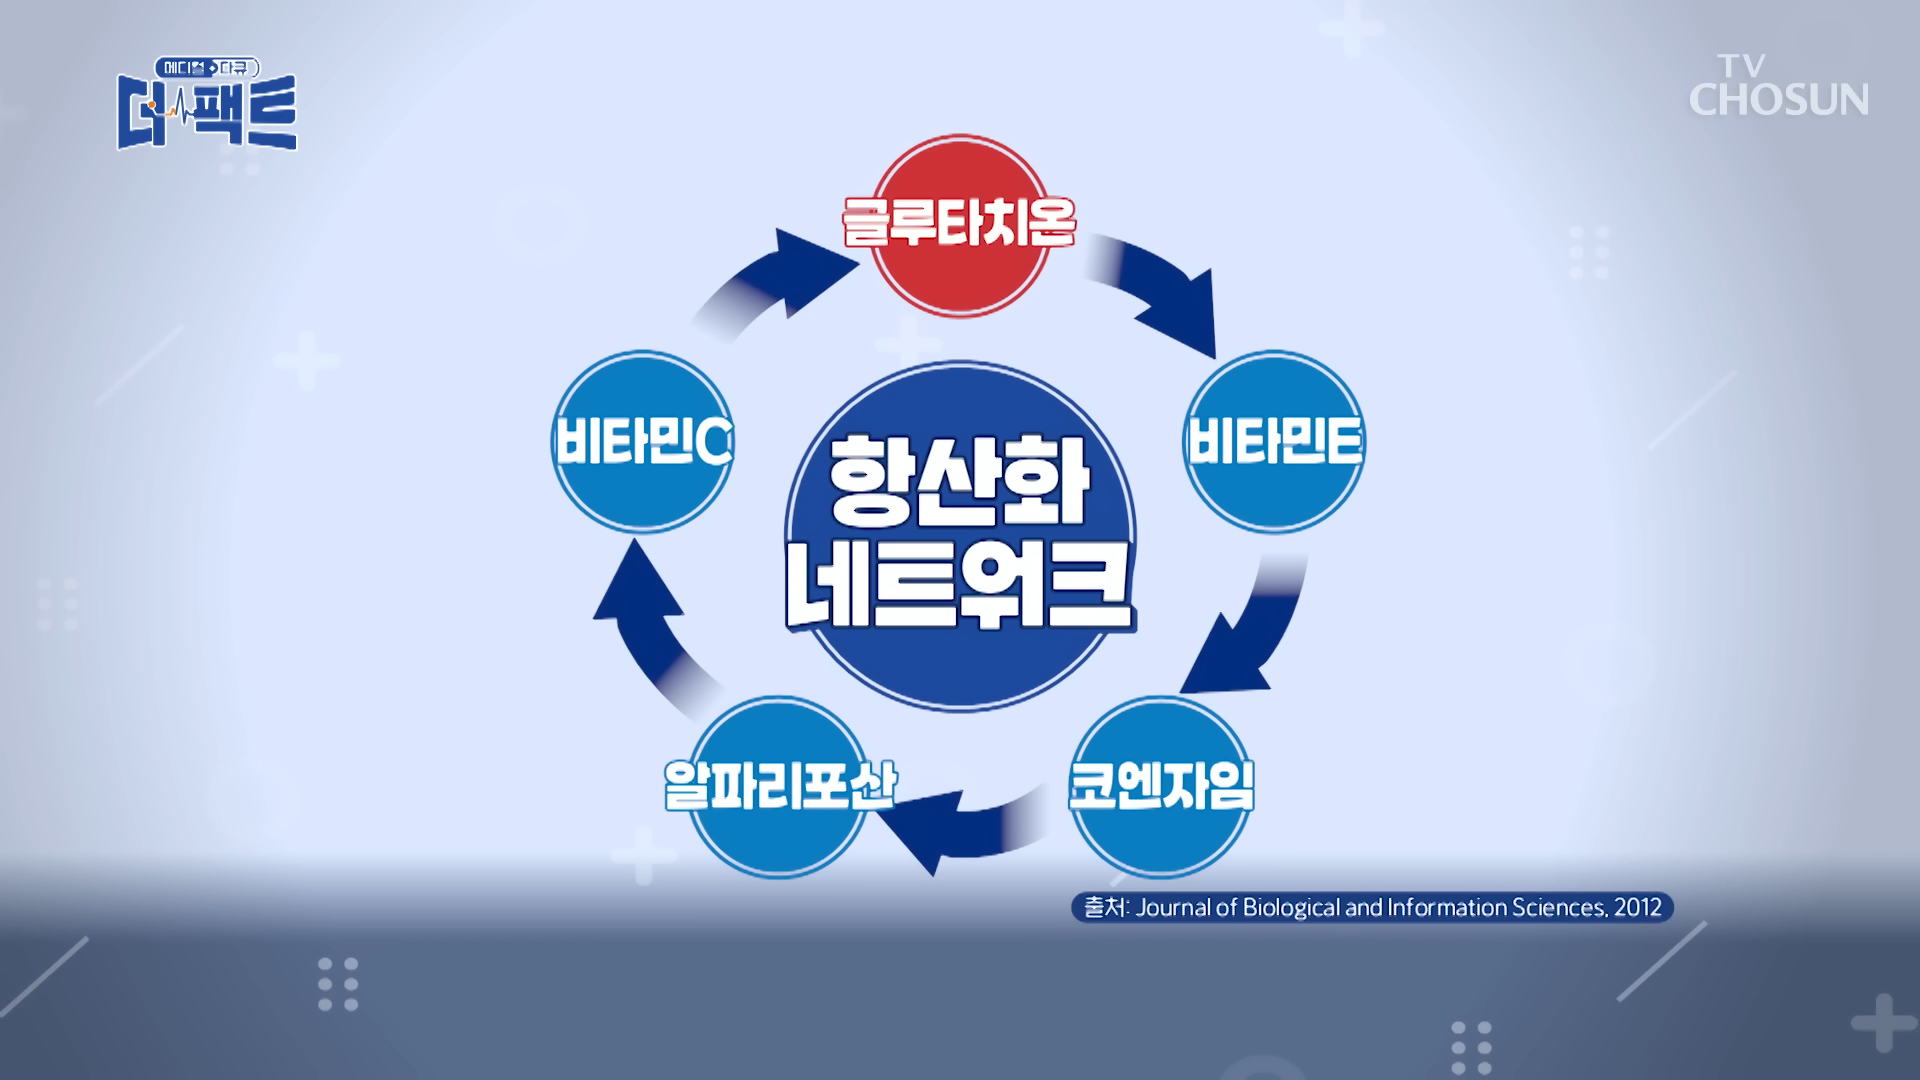 메디컬 다큐
더 팩트
TV
CHOSUN
글루타치온
비타민C
비타민E
항산화
네트워크
알파리포산
코엔자임
출처: Journal of Biological and Information Sciences, 2012